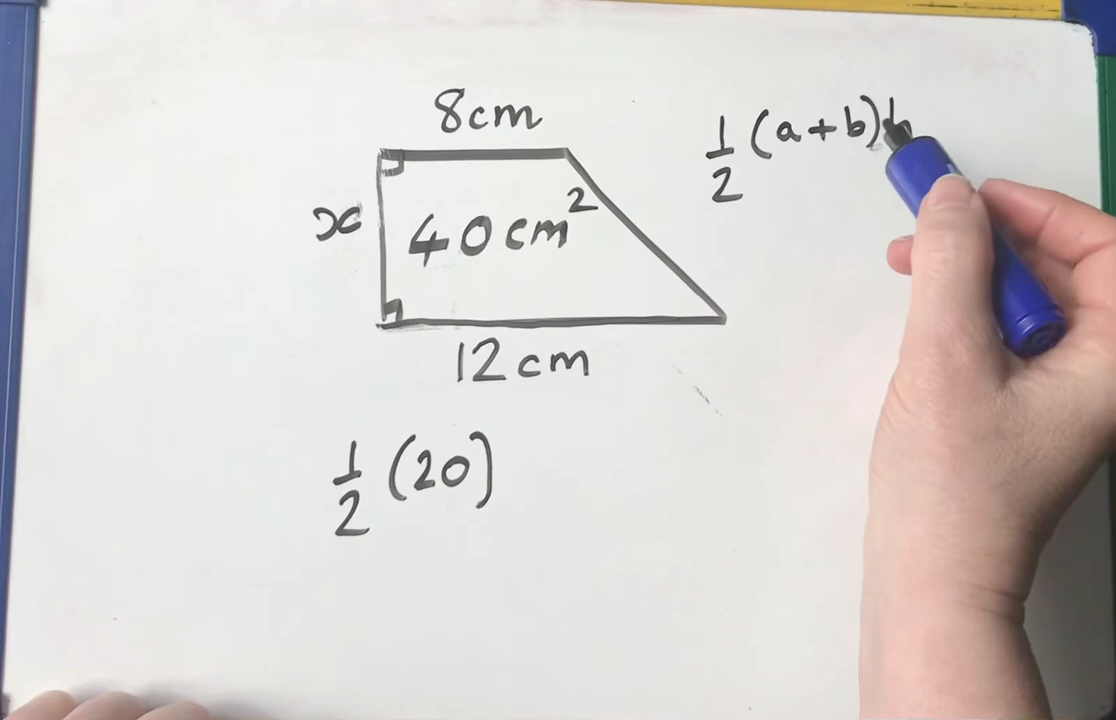 8cm
½(a+b)h
x
40cm²
12cm
½(20)